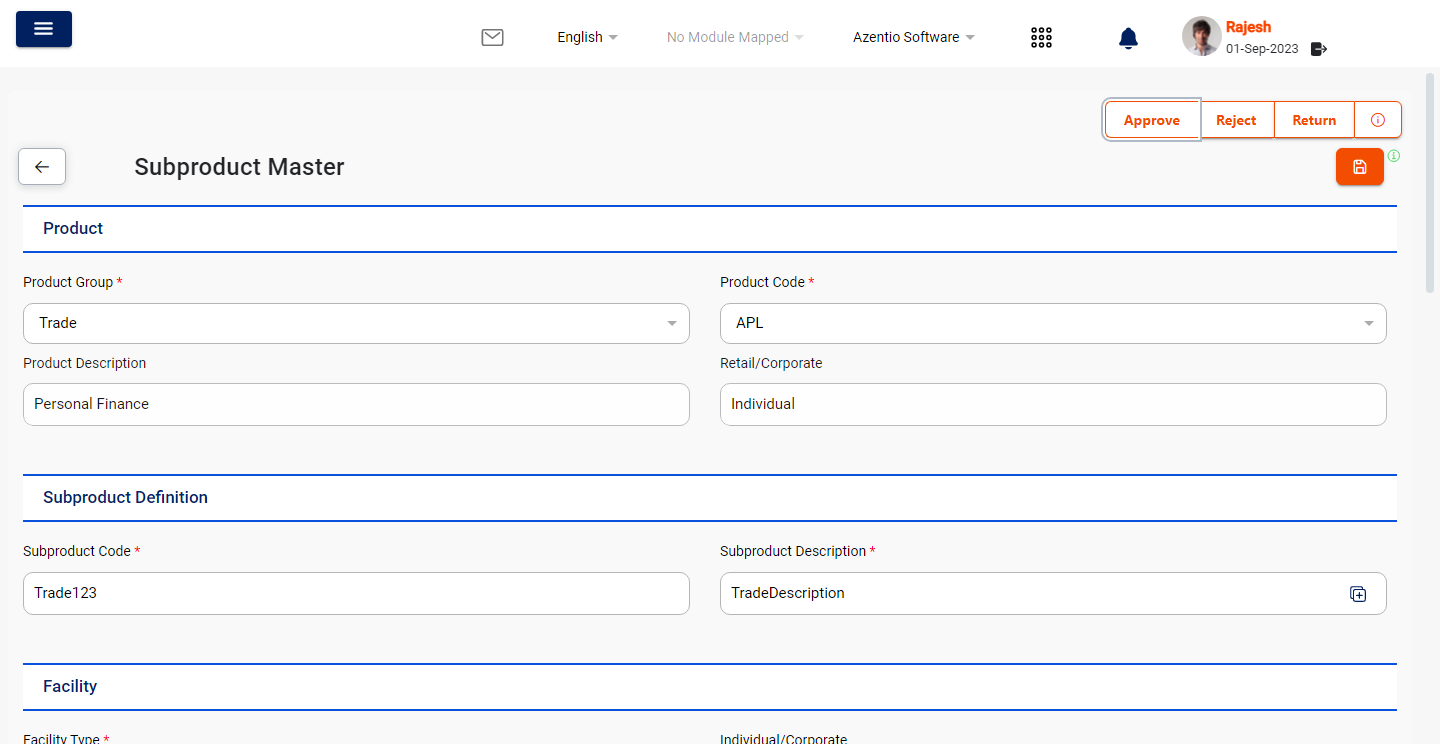 English
No Module Mapped
Azentio Software
Rajesh
01-Sep-2023
Approve
Reject
Return
Subproduct Master
Product
Product Group *
Product Code *
Trade
APL
Product Description
Retail/Corporate
Personal Finance
Individual
Subproduct Definition
Subproduct Code *
Subproduct Description *
Trade123
TradeDescription
Facility
Facility Type *
Individual/Corporate